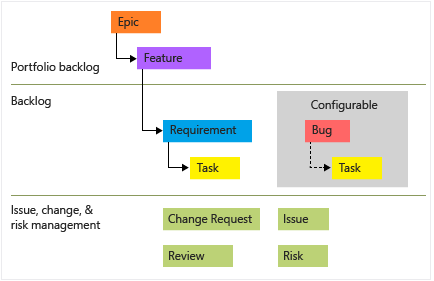 Epic
Feature
Portfolio backlog
Backlog
Configurable
Requirement
Bug
Task
Task
Issue, change, &
risk management
Change Request
Issue
Review
Risk